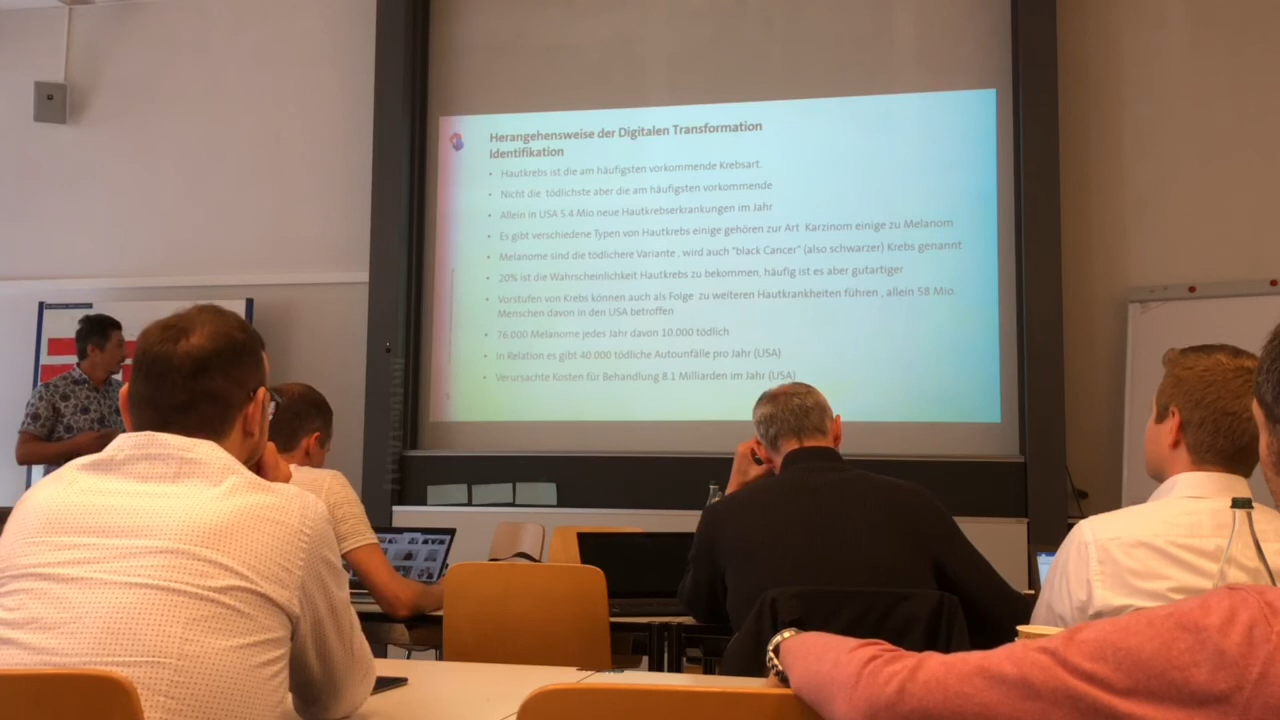 Herangehensweise der Digitalen Transformation
Identifikation
• Hautkrebs ist die am häufigsten vorkommende Krebsart.
• Nicht die tödlichste aber die am häufigsten vorkommende
• Allein in USA 5.4 Mio neue Hautkrebserkrankungen im Jahr
• Es gibt verschiedene Typen von Hautkrebs einige gehören zur Art Karzinom einige zu Melanom
• Melanome sind die tödlichere Variante , wird auch "black Cancer" (also schwarzer) Krebs genannt
• 20% ist die Wahrscheinlichkeit Hautkrebs zu bekommen, häufig ist es aber gutartiger
• Vorstufen von Krebs können auch als Folge zu weiteren Hautkrankheiten führen , allein 58 Mio.
Menschen davon in den USA betroffen
• 76.000 Melanome jedes Jahr davon 10.000 tödlich
• In Relation es gibt 40.000 tödliche Autounfälle pro Jahr (USA)
• Verursachte Kosten für Behandlung 8.1 Milliarden im Jahr (USA)